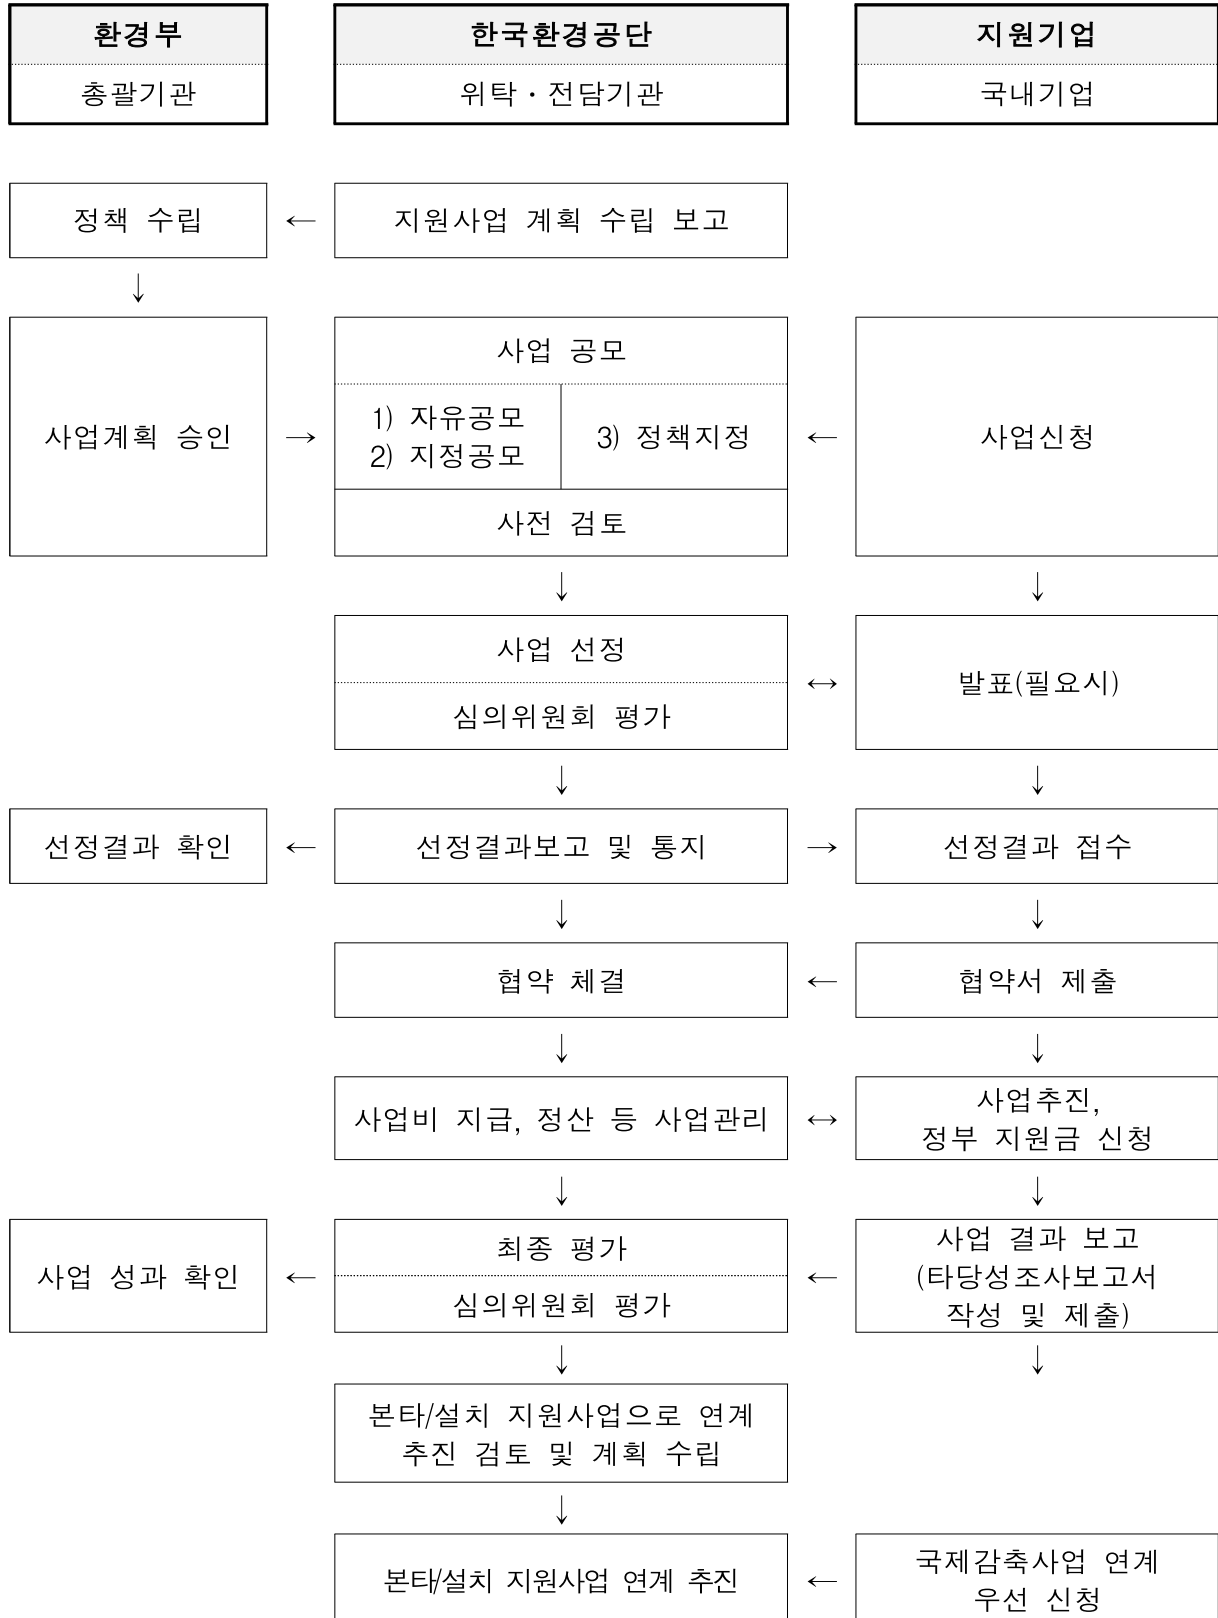 환경부
한국환경공단
지원기업
총괄기관
위탁·전담기관
국내기업
정책 수립
←
지원사업 계획 수립 보고
↓
사업계획 승인
→
사업 공모
1) 자유공모
2) 지정공모
3) 정책지정
사전 검토
←
사업신청
↓
↓
사업 선정
심의위원회 평가
↔
발표(필요시)
↓
↓
선정결과 확인
←
선정결과보고 및 통지
→
선정결과 접수
↓
↓
협약 체결
←
협약서 제출
↓
↓
사업비 지급, 정산 등 사업관리
↔
사업추진,
정부 지원금 신청
↓
↓
사업 성과 확인
←
최종 평가
심의위원회 평가
←
사업 결과 보고
(타당성조사보고서
작성 및 제출)
↓
↓
본타/설치 지원사업으로 연계
추진 검토 및 계획 수립
↓
본타/설치 지원사업 연계 추진
←
국제감축사업 연계
우선 신청